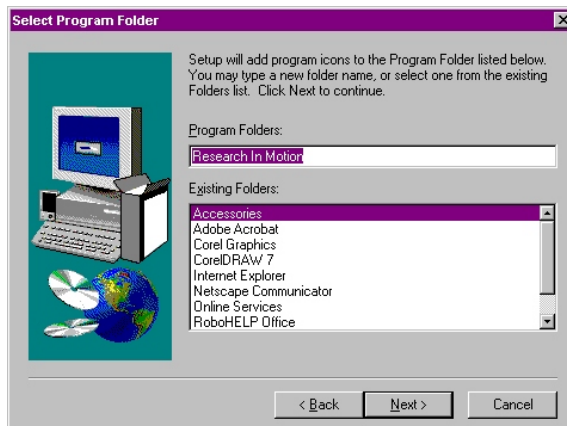 Select Program Folder
Setup will add program icons to the Program Folder listed below.
You may type a new folder name, or select one from the existing
Folders list.  Click Next to continue.
Program Folders:
Research In Motion
Existing Folders:
Accessories
Adobe Acrobat
Corel Graphics
CorelDRAW 7
Internet Explorer
Netscape Communicator
Online Services
RoboHELP Office
< Back
Next >
Cancel